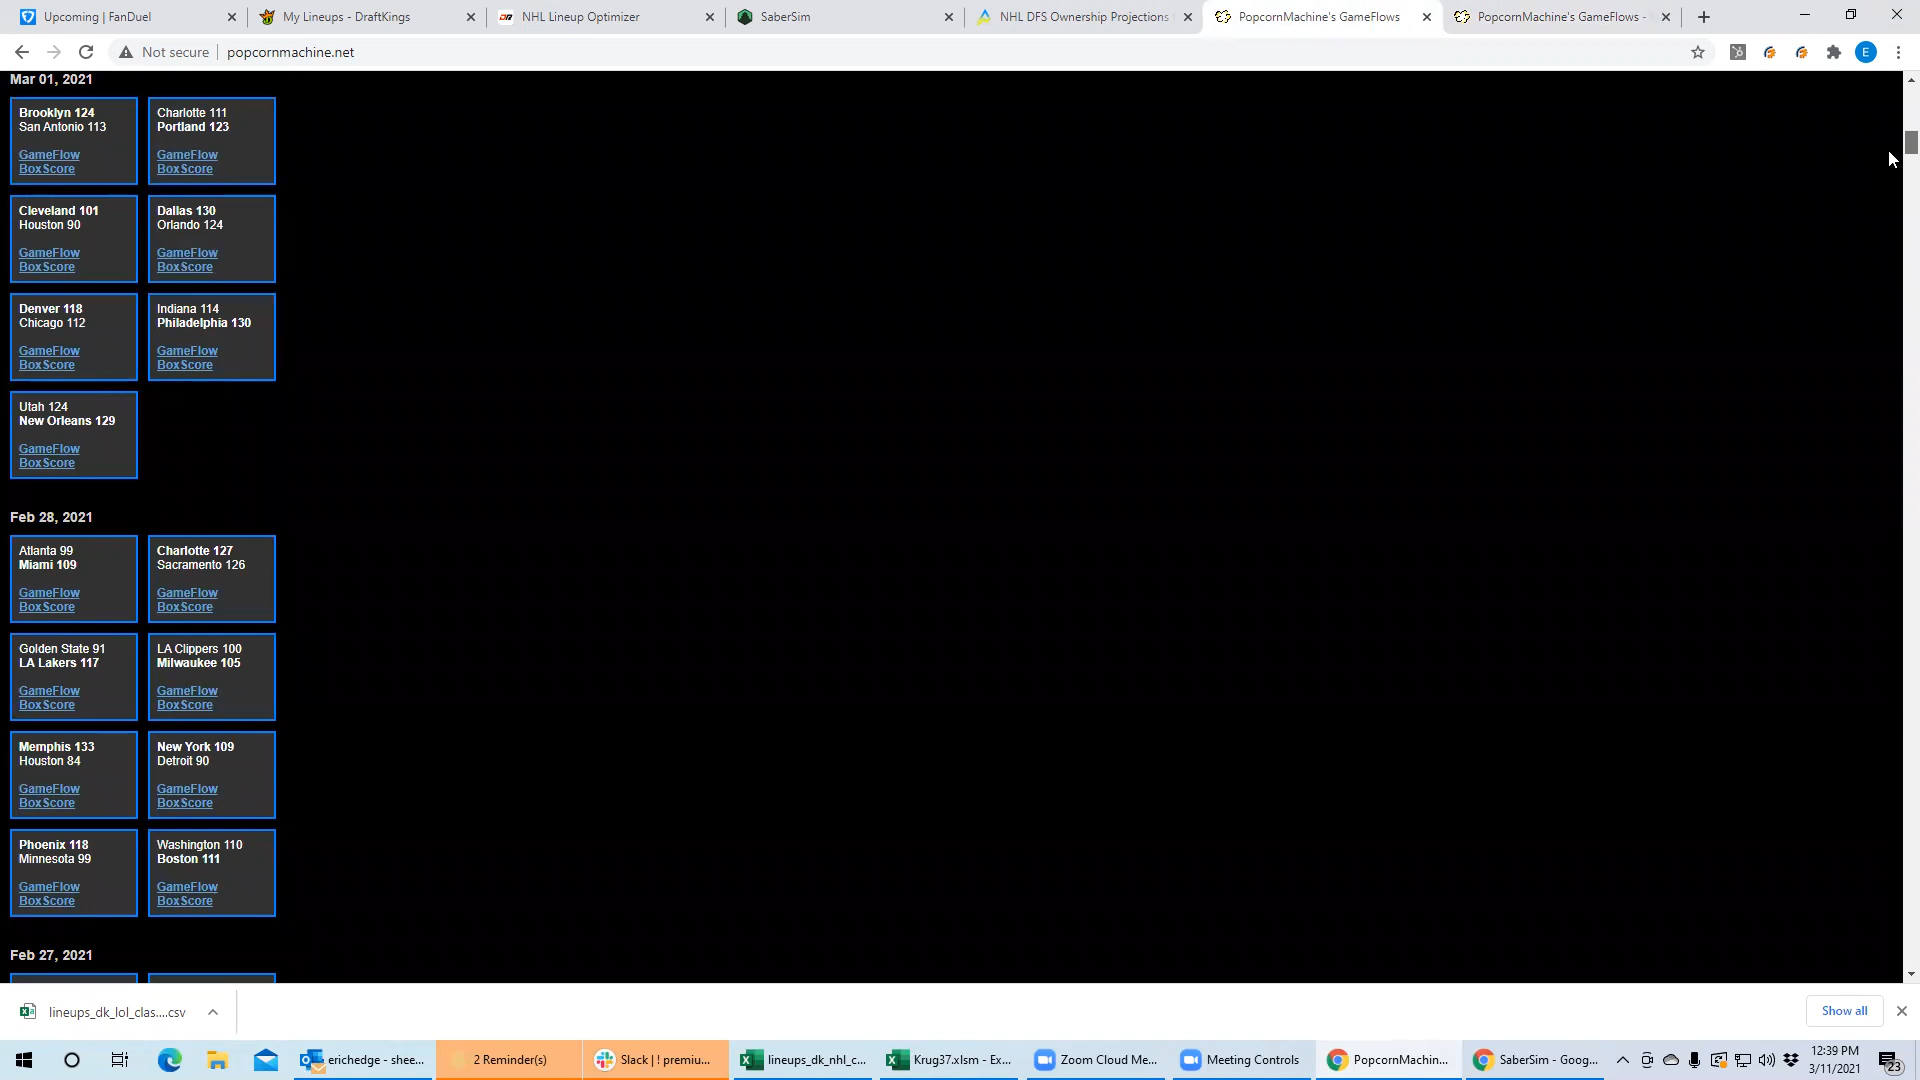 Upcoming | FanDuel
My Lineups - DraftKings
NHL Lineup Optimizer
SaberSim
NHL DFS Ownership Projections
PopcornMachine's GameFlows
PopcornMachine's GameFlows -
Not secure
popcornmachine.net
E
Mar 01, 2021
Brooklyn 124
San Antonio 113
GameFlow
BoxScore
Charlotte 111
Portland 123
GameFlow
BoxScore
Cleveland 101
Houston 90
GameFlow
BoxScore
Dallas 130
Orlando 124
GameFlow
BoxScore
Denver 118
Chicago 112
GameFlow
BoxScore
Indiana 114
Philadelphia 130
GameFlow
BoxScore
Utah 124
New Orleans 129
GameFlow
BoxScore
Feb 28, 2021
Atlanta 99
Miami 109
GameFlow
BoxScore
Charlotte 127
Sacramento 126
GameFlow
BoxScore
Golden State 91
LA Lakers 117
GameFlow
BoxScore
LA Clippers 100
Milwaukee 105
GameFlow
BoxScore
Memphis 133
Houston 84
GameFlow
BoxScore
New York 109
Detroit 90
GameFlow
BoxScore
Phoenix 118
Minnesota 99
GameFlow
BoxScore
Washington 110
Boston 111
GameFlow
BoxScore
Feb 27, 2021
lineups_dk_lol_clas....csv
Show all
erichedge - shee...
2 Reminder(s)
Slack | ! premiu...
lineups_dk_nhl_c...
Krug37.xlsm - Ex...
Zoom Cloud Me...
Meeting Controls
PopcornMachin...
SaberSim - Goog...
12:39 PM
3/11/2021
23